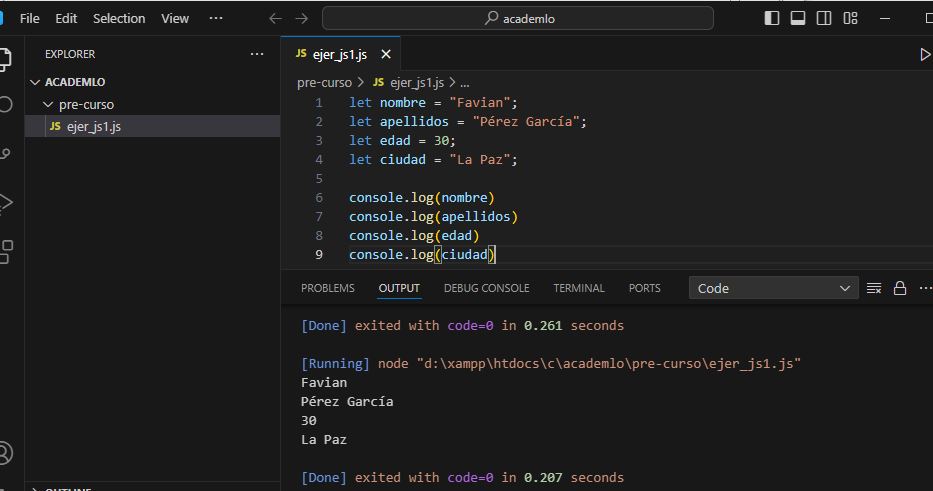 File Edit Selection View ... academlo
EXPLORER ...
ACADEMLO
pre-curso
JS ejer_js1.js
JS ejer_js1.js
pre-curso > JS ejer_js1.js > ...
1 let nombre = "Favian";
2 let apellidos = "Pérez García";
3 let edad = 30;
4 let ciudad = "La Paz";
5
6 console.log(nombre)
7 console.log(apellidos)
8 console.log(edad)
9 console.log(ciudad)
PROBLEMS OUTPUT DEBUG CONSOLE TERMINAL PORTS Code ...
[Done] exited with code=0 in 0.261 seconds
[Running] node "d:\xampp\htdocs\c\academlo\pre-curso\ejer_js1.js"
Favian
Pérez García
30
La Paz
[Done] exited with code=0 in 0.207 seconds
OUTLINE